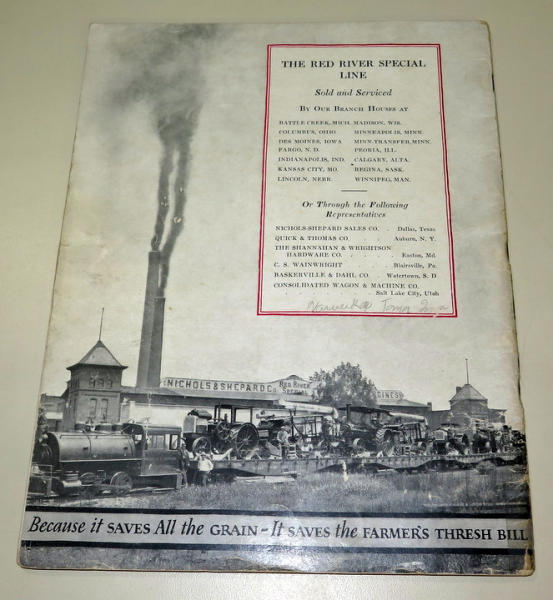 THE RED RIVER SPECIAL
LINE
Sold and Serviced
BY OUR BRANCH HOUSES AT
BATTLE CREEK, MICH. MADISON, WIS.
COLUMBUS, OHIO MINNEAPOLIS, MINN.
DES MOINES, IOWA MINN-TRANSFER, MINN.
FARGO, N. D. PEORIA, ILL.
INDIANAPOLIS, IND. CALGARY, ALTA.
KANSAS CITY, MO. REGINA, SASK.
LINCOLN, NEBR. WINNIPEG, MAN.
Or Through the Following
Representatives
NICHOLS-SHEPARD SALES CO. . Dallas, Texas
QUICK & THOMAS CO. . . . Auburn, N. Y.
THE SHANNAHAN & WRIGHTSON
HARDWARE CO. . . . . . . Easton, Md.
C. S. WAINWRIGHT . . . . Blairsville, Pa.
BASKERVILLE & DAHL CO. . Watertown, S. D
CONSOLIDATED WAGON & MACHINE CO.
. . . . . . . Salt Lake City, Utah
NICHOLS & SHEPARD CO.
RED RIVER
SPECIAL
GINES
Because it SAVES All the GRAIN - It SAVES the FARMER'S THRESH BILL